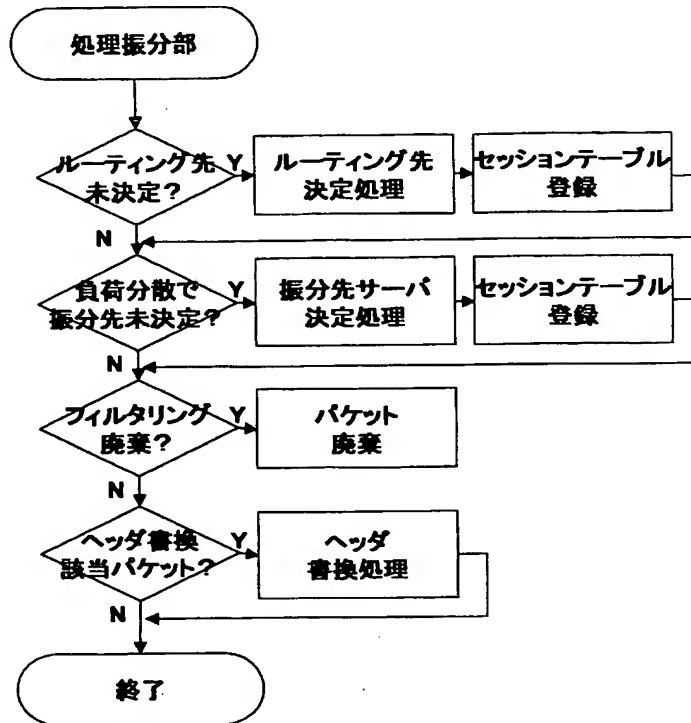 処理振分部
ルーティング先
未決定?
Y
ルーティング先
決定処理
セッションテーブル
登録
N
負荷分散で
振分先未決定?
Y
振分先サーバ
決定処理
セッションテーブル
登録
N
フィルタリング
廃棄?
Y
パケット
廃棄
N
ヘッダ書換
該当パケット?
Y
ヘッダ
書換処理
N
終了